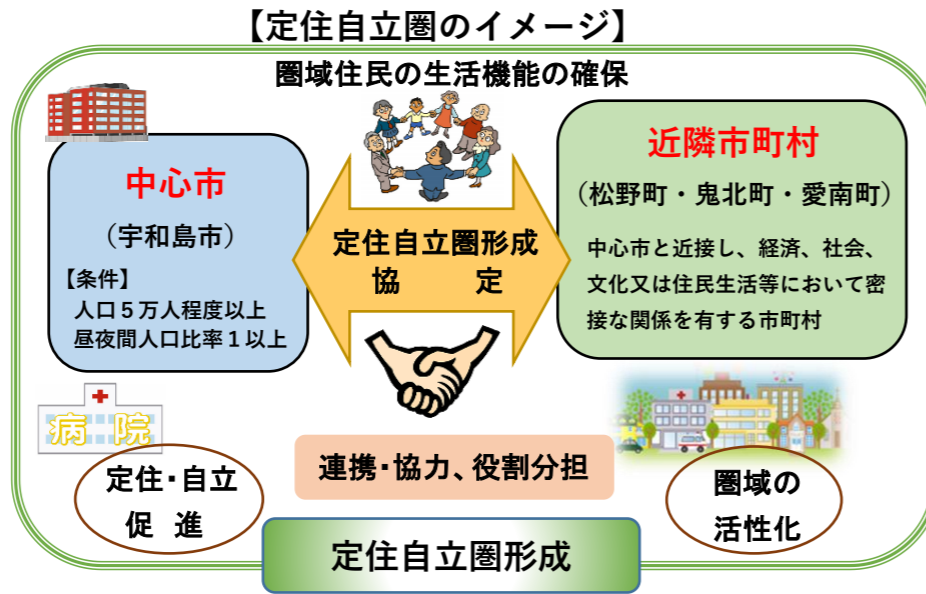 【定住自立圏のイメージ】
圏域住民の生活機能の確保
中心市
（宇和島市）
【条件】
人口５万人程度以上
昼夜間人口比率１以上
定住自立圏形成
協　　定
近隣市町村
（松野町・鬼北町・愛南町）
中心市と近接し、経済、社会、
文化又は住民生活等において密
接な関係を有する市町村
病 院
定住・自立
促 進
連携・協力、役割分担
圏域の
活性化
定住自立圏形成